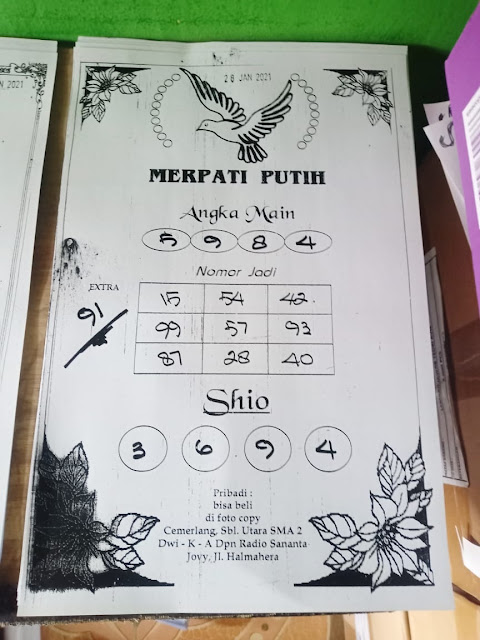 N 2021
26 JAN 2021
MERPATI PUTIH
Angka Main
5 9 8 4
Nomor Jadi
EXTRA
91
15 54 42
99 57 93
87 28 40
Shio
3 6 9 4
Pribadi :
bisa beli
di foto copy
Cemerlang, Sbl. Utara SMA 2
Dwi - K - A Dpn Radio Sananta
Jovy, Jl. Halmahera